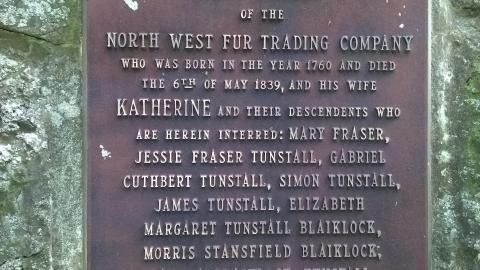 OF THE
NORTH WEST FUR TRADING COMPANY
WHO WAS BORN IN THE YEAR 1760 AND DIED
THE 6TH OF MAY 1839, AND HIS WIFE
KATHERINE AND THEIR DESCENDENTS WHO
ARE HEREIN INTERRED: MARY FRASER,
JESSIE FRASER TUNSTALL, GABRIEL
CUTHBERT TUNSTALL, SIMON TUNSTALL,
JAMES TUNSTALL, ELIZABETH
MARGARET TUNSTALL BLAIKLOCK,
MORRIS STANSFIELD BLAIKLOCK;